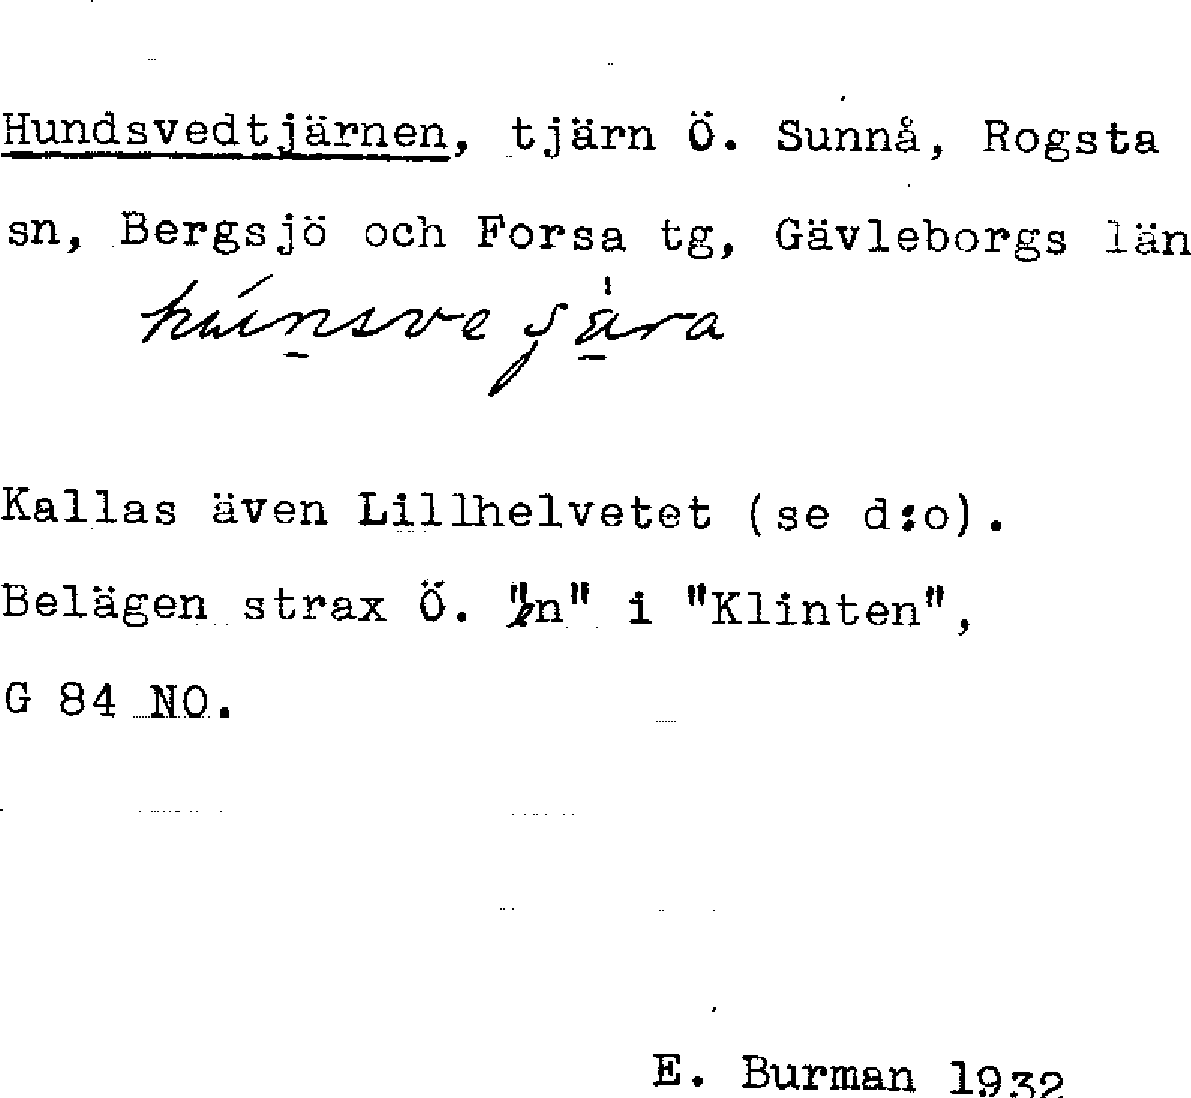 Hundsvedtjärnen, tjärn Ö. Sunnå, Rogsta
sn, Bergsjö och Forsa tg, Gävleborgs län
Kallas även Lillhelvetet (se d:o).
Belägen strax Ö. "n" i "Klinten",
G 84 NO.
E. Burman 1932